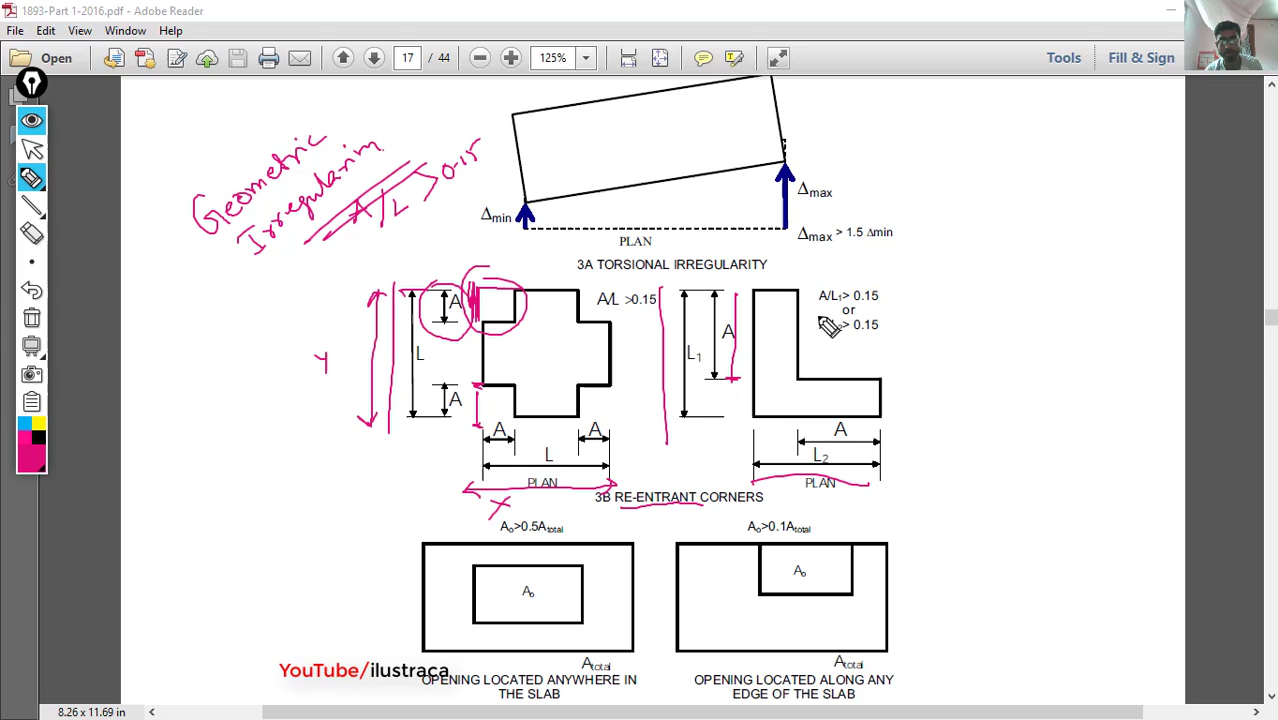 1893-Part 1-2016.pdf - Adobe Reader
File Edit View Window Help
Open 17 / 44 125% Tools Fill & Sign
Geometric
A/L 0.15
Δmax
Δmin
Δmax > 1.5 Δmin
PLAN
3A TORSIONAL IRREGULARITY
A
A/L >0.15
L
A
A A
L
PLAN
X
Y
A
L1
A/L1> 0.15
or
> 0.15
A
L2
PLAN
3B RE-ENTRANT CORNERS
Ao>0.5Atotal
Ao>0.1Atotal
Ao
Ao
Atotal
Atotal
YouTube/ilustraca
OPENING LOCATED ANYWHERE IN
THE SLAB
OPENING LOCATED ALONG ANY
EDGE OF THE SLAB
8.26 x 11.69 in